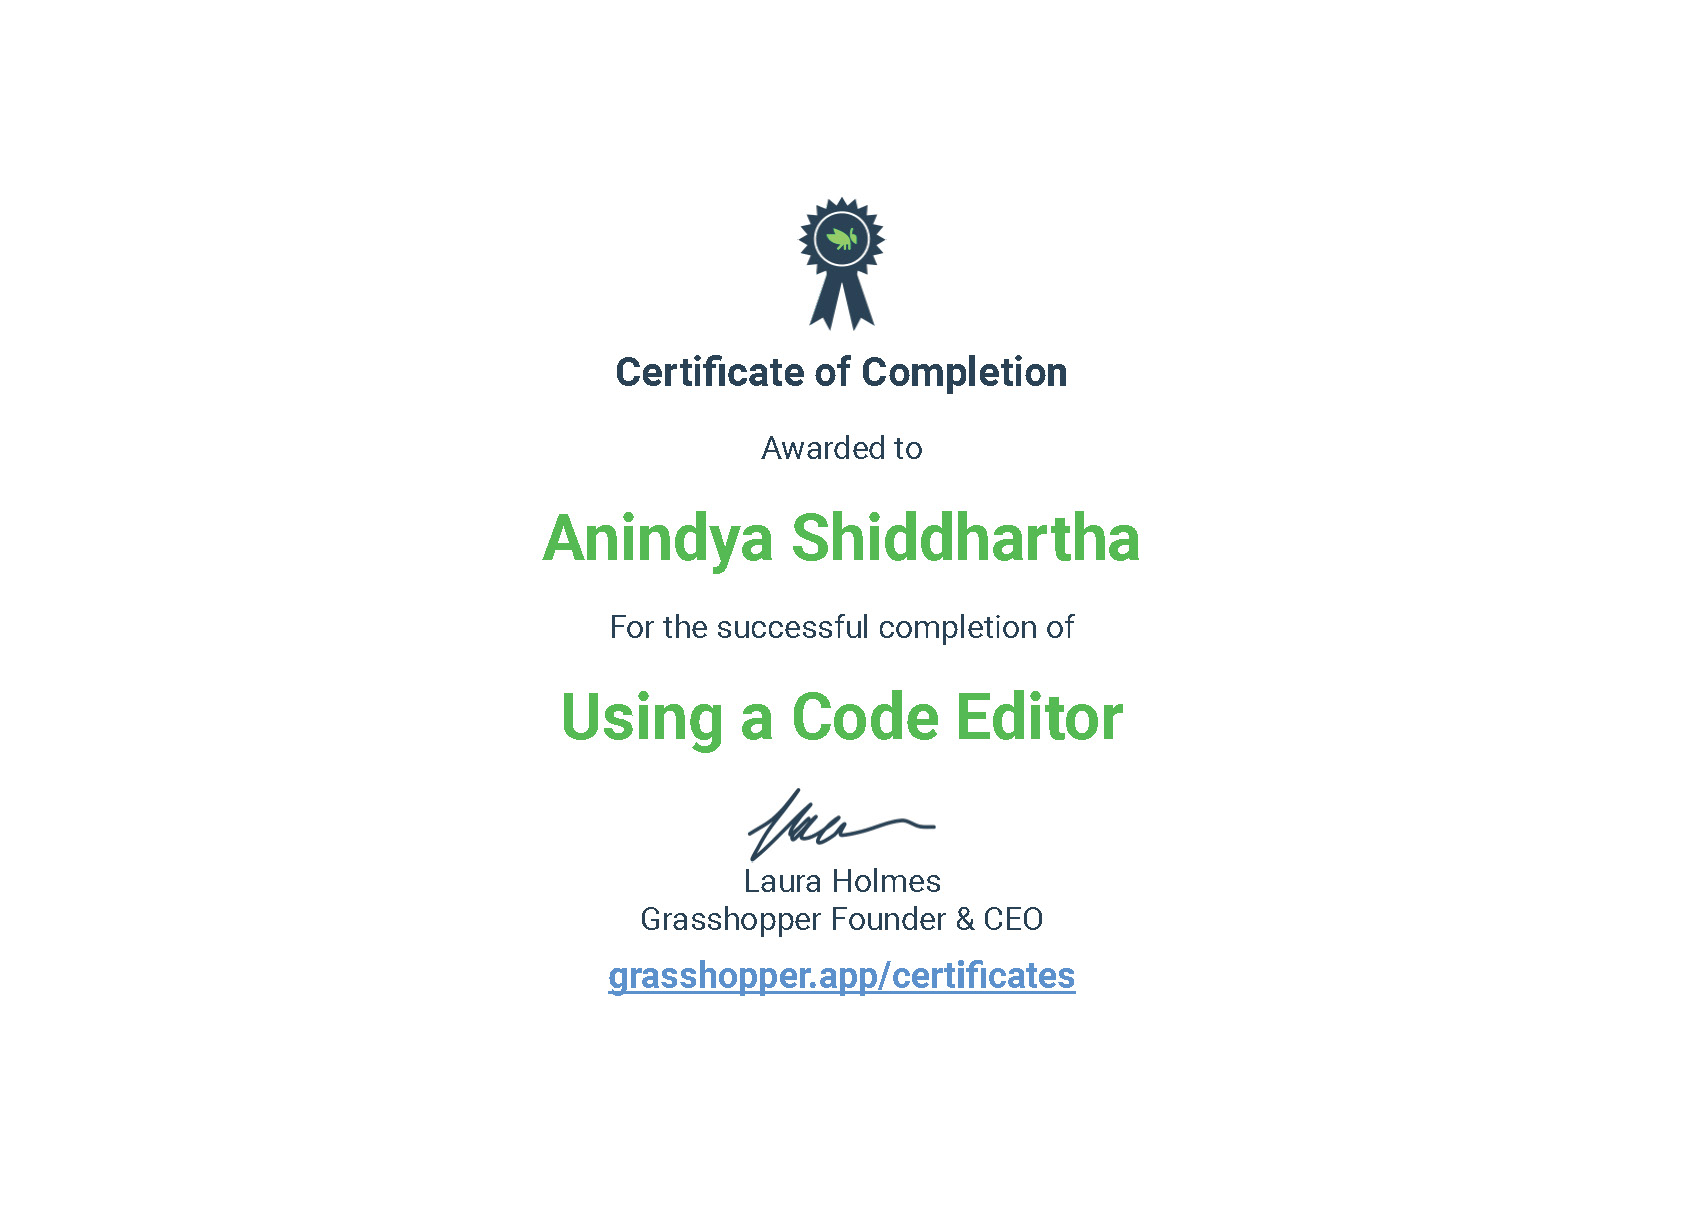 Certificate of Completion
Awarded to
Anindya Shiddhartha
For the successful completion of
Using a Code Editor
Laura Holmes
Grasshopper Founder & CEO
grasshopper.app/certificates